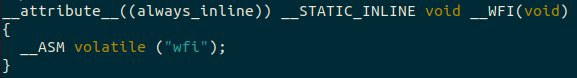 __attribute__((always_inline)) __STATIC_INLINE void __WFI(void)
{
  __ASM volatile ("wfi");
}